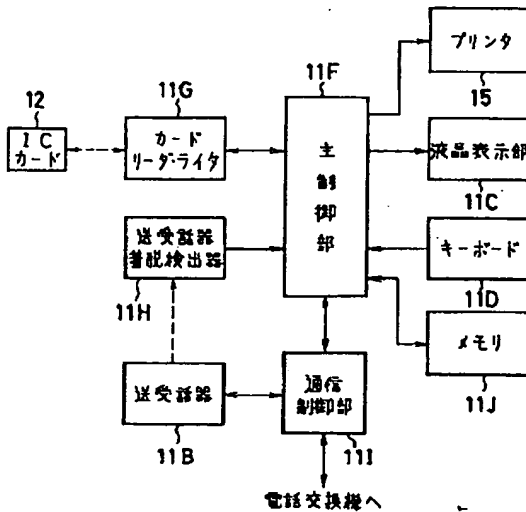 プリンタ
15
12
11G
11F
IC
カード
カード
リーダ・ライタ
主
制
御
部
液晶表示部
11C
送受話器
着脱検出器
11H
キーボード
11D
メモリ
11J
送受話器
11B
通信
制御部
11I
電話交換機へ